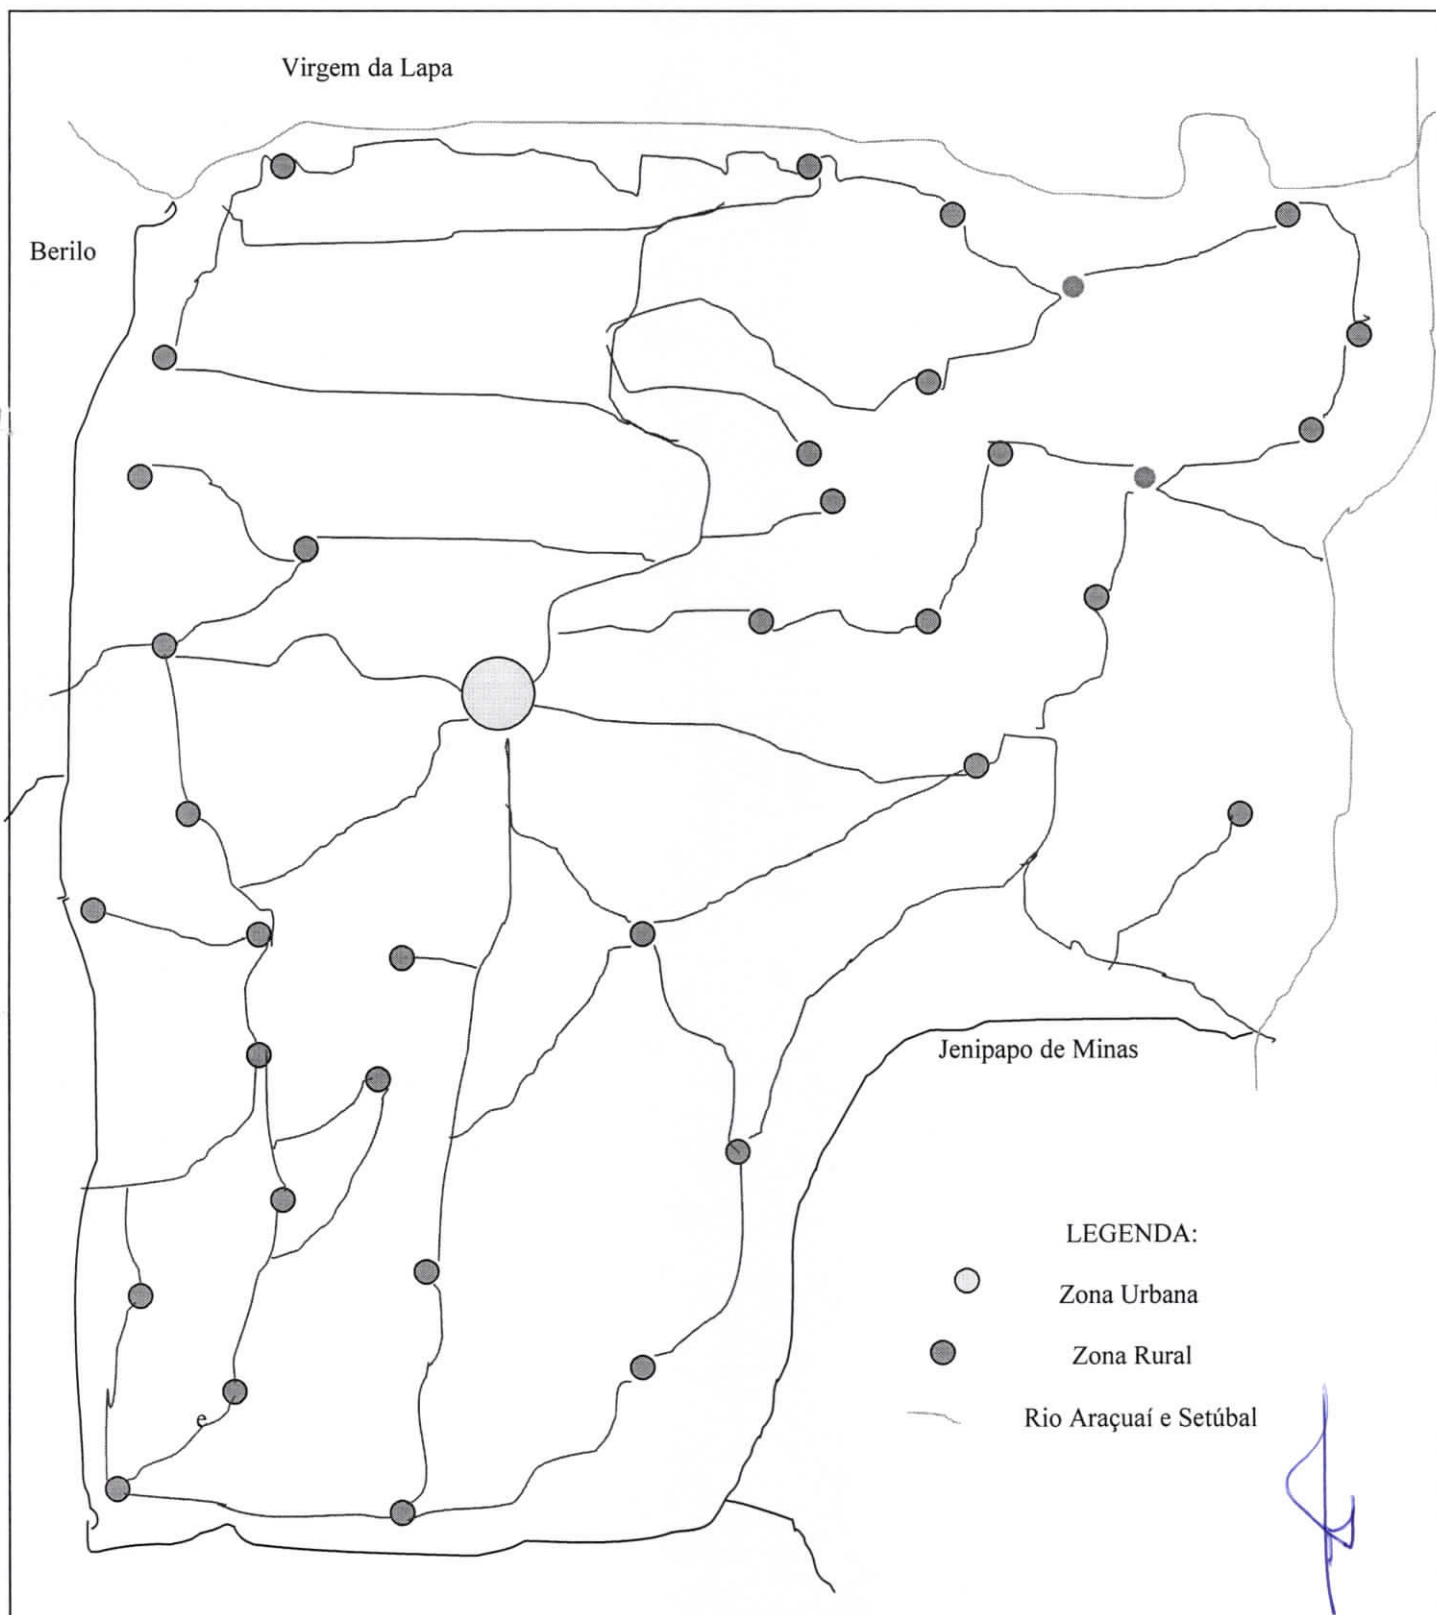 Virgem da Lapa
Berilo
Jenipapo de Minas
LEGENDA:
Zona Urbana
Zona Rural
Rio Araçuaí e Setúbal